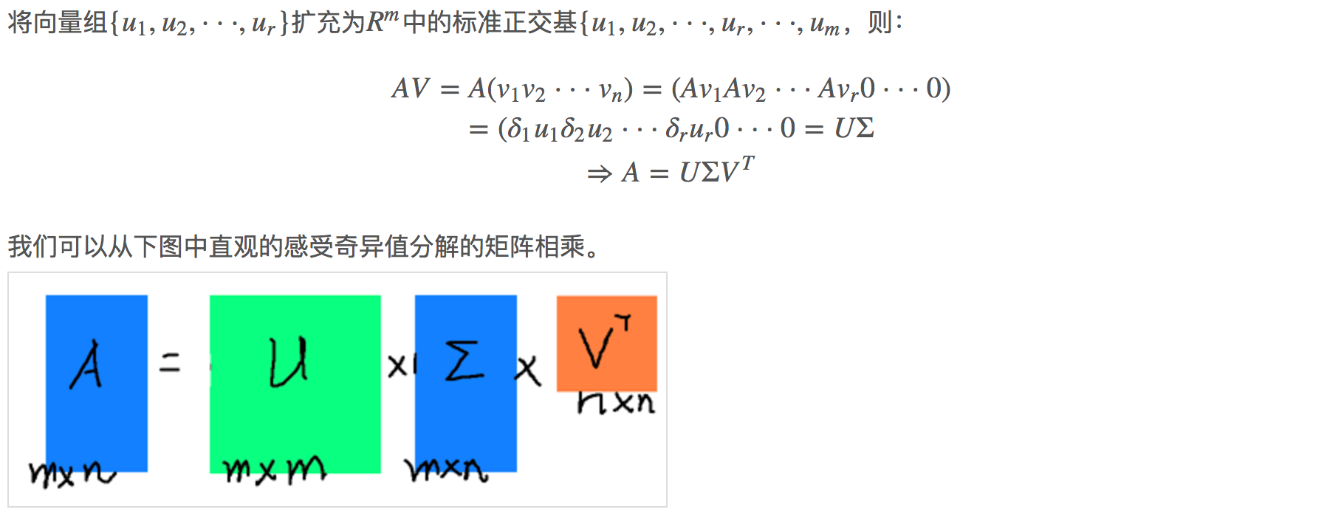 将向量组{u₁, u₂, · · · , uᵣ}扩充为Rᵐ中的标准正交基{u₁, u₂, · · · , uᵣ, · · · , uₘ，则：
AV = A(v₁v₂ · · · vₙ) = (Av₁Av₂ · · · Avᵣ0 · · · 0)
= (δ₁u₁δ₂u₂ · · · δᵣuᵣ0 · · · 0 = UΣ
⇒ A = UΣVᵀ
我们可以从下图中直观的感受奇异值分解的矩阵相乘。
A = U × Σ × Vᵀ
m×n m×m m×n n×n